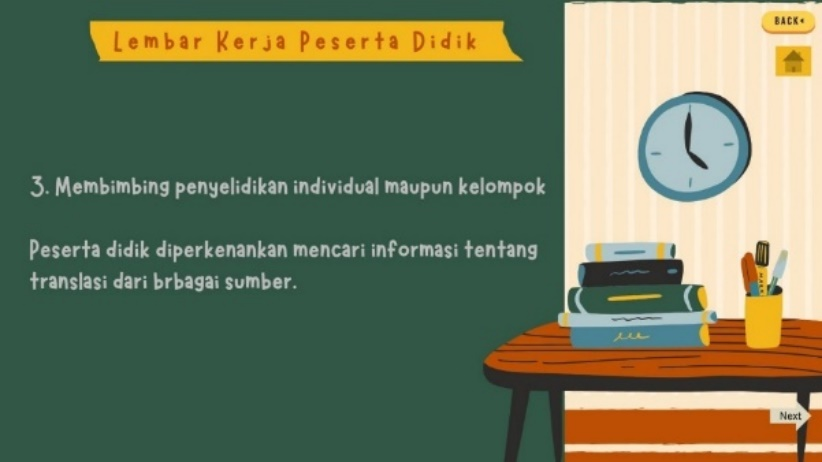 Lembar Kerja Peserta Didik
BACK
3. Membimbing penyelidikan individual maupun kelompok
Peserta didik diperkenankan mencari informasi tentang
translasi dari brbagai sumber.
Next